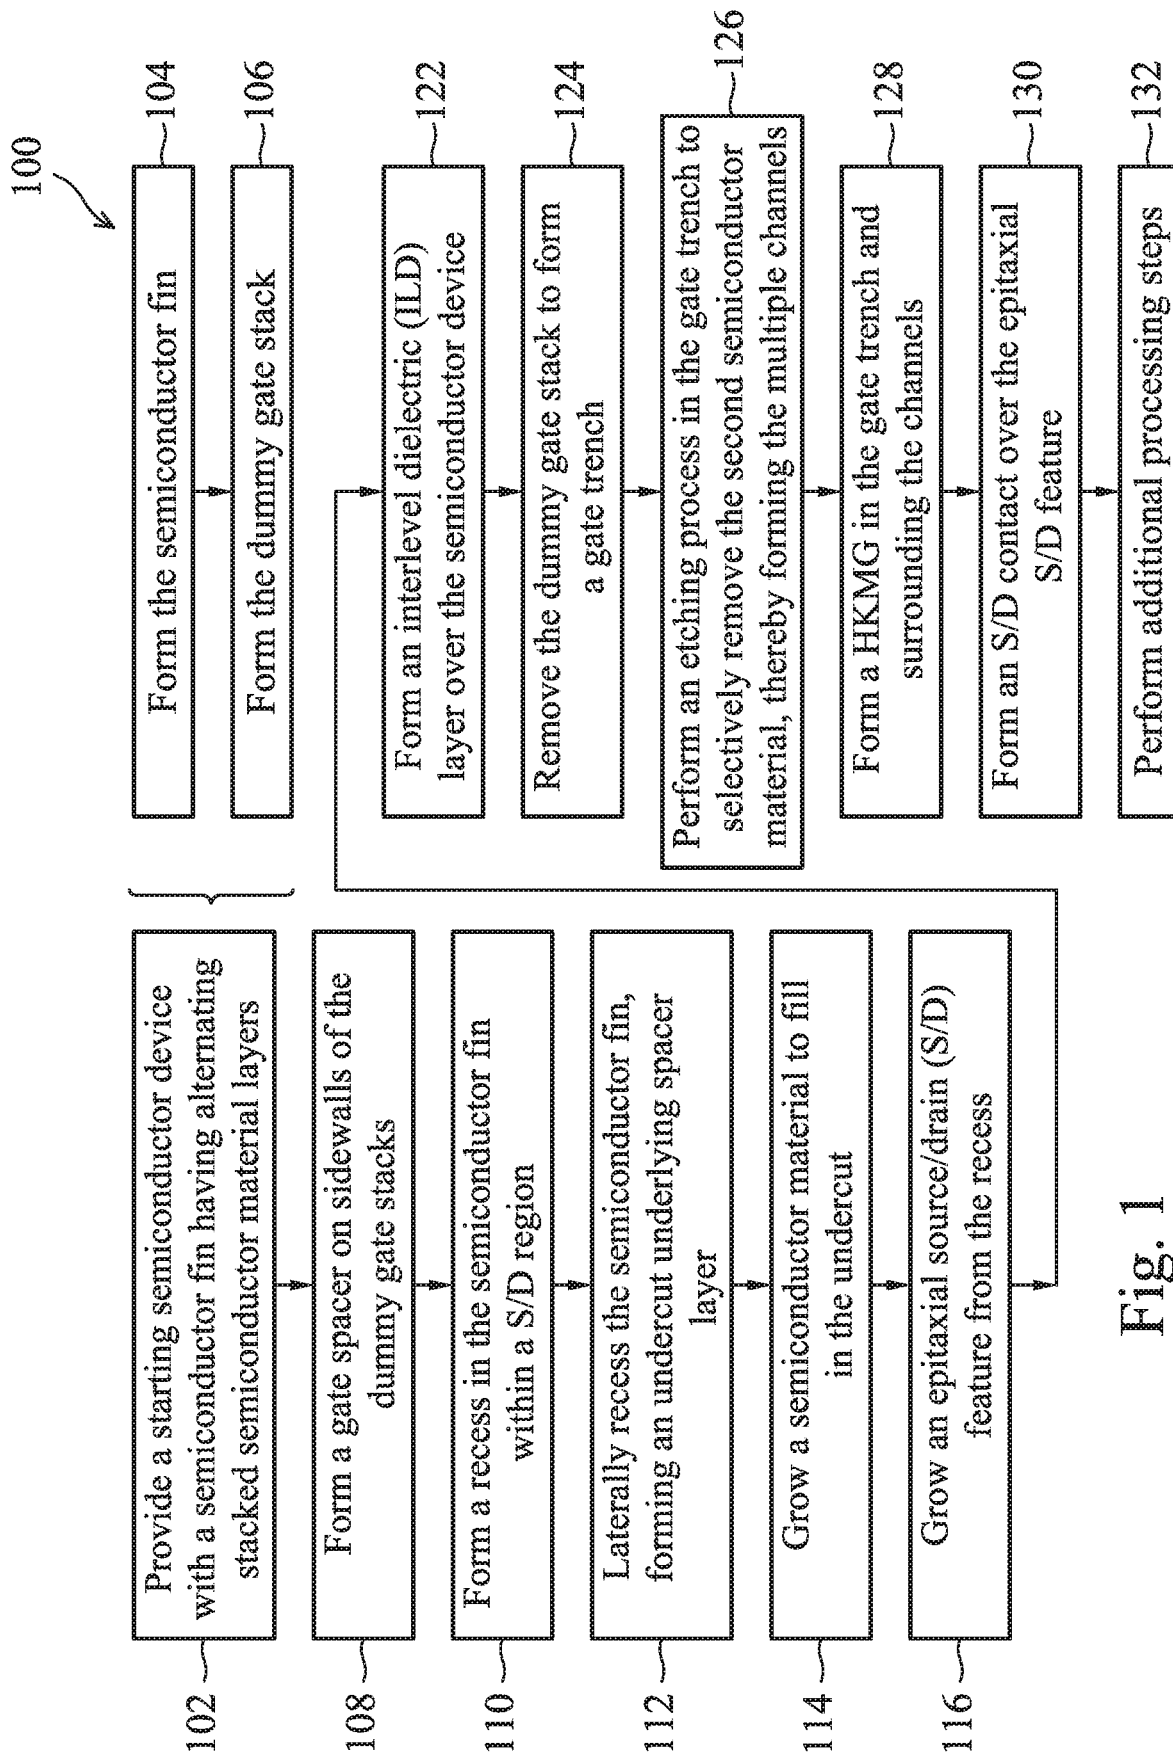 100
102
Provide a starting semiconductor device
with a semiconductor fin having alternating
stacked semiconductor material layers
Form the semiconductor fin
104
Form the dummy gate stack
106
108
Form a gate spacer on sidewalls of the
dummy gate stacks
110
Form a recess in the semiconductor fin
within a S/D region
112
Laterally recess the semiconductor fin,
forming an undercut underlying spacer
layer
114
Grow a semiconductor material to fill
in the undercut
116
Grow an epitaxial source/drain (S/D)
feature from the recess
Form an interlevel dielectric (ILD)
layer over the semiconductor device
122
Remove the dummy gate stack to form
a gate trench
124
Perform an etching process in the gate trench to
selectively remove the second semiconductor
material, thereby forming the multiple channels
126
Form a HKMG in the gate trench and
surrounding the channels
128
Form an S/D contact over the epitaxial
S/D feature
130
Perform additional processing steps
132
Fig. 1